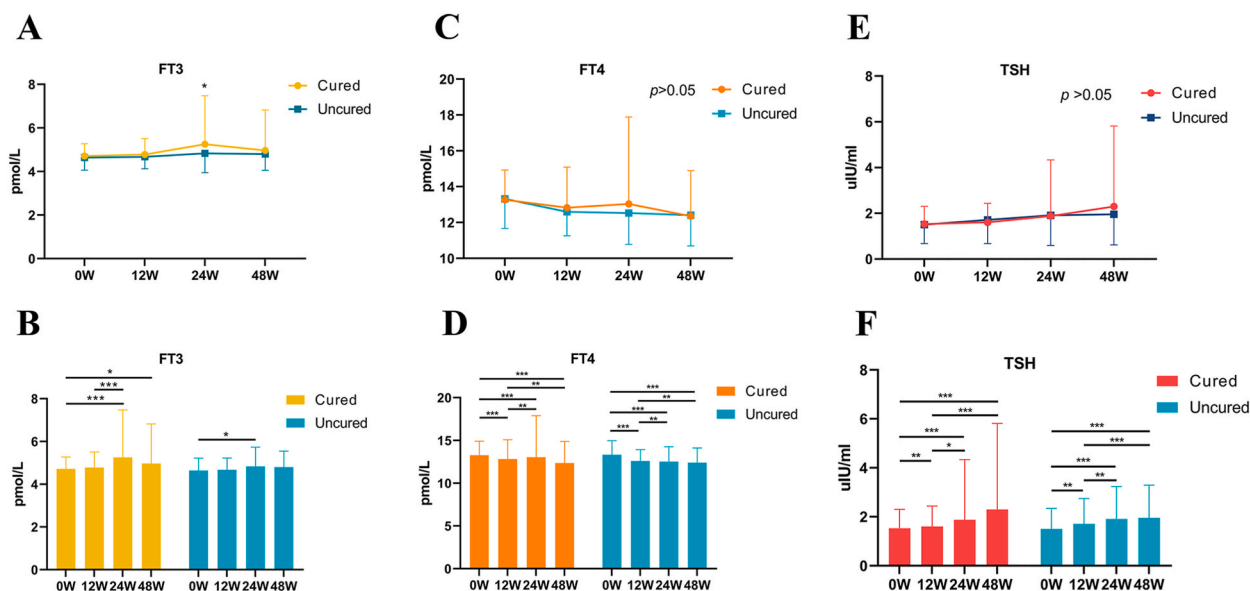 A
FT3
pmol/L
8
6
4
2
0
0W 12W 24W 48W
*
Cured
Uncured
C
FT4
pmol/L
20
18
16
14
12
10
0W 12W 24W 48W
p>0.05
Cured
Uncured
E
TSH
uIU/ml
8
6
4
2
0
0W 12W 24W 48W
p >0.05
Cured
Uncured
B
FT3
pmol/L
8
6
4
2
0
*
***
***
*
0W 12W 24W 48W 0W 12W 24W 48W
Cured
Uncured
D
FT4
pmol/L
20
15
10
5
0
***
**
***
*** **
***
**
***
*** **
0W 12W 24W 48W 0W 12W 24W 48W
Cured
Uncured
F
TSH
uIU/ml
8
6
4
2
0
***
***
***
** *
***
***
***
** **
0W 12W 24W 48W 0W 12W 24W 48W
Cured
Uncured